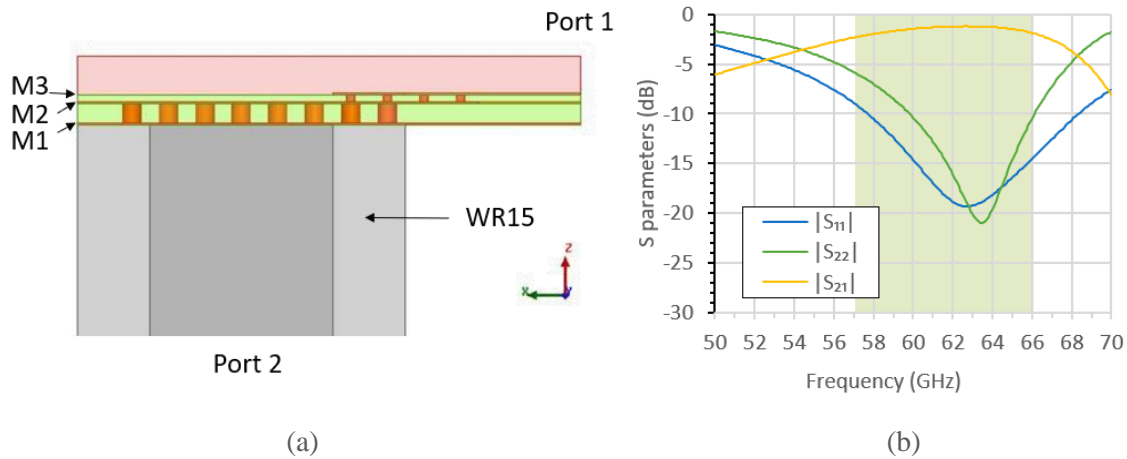 Port 1
M3
M2
M1
WR15
z
x
Y
Port 2
(a)
0
-5
-10
-15
-20
-25
-30
S parameters (dB)
|S₁₁|
|S₂₂|
|S₂₁|
50 52 54 56 58 60 62 64 66 68 70
Frequency (GHz)
(b)